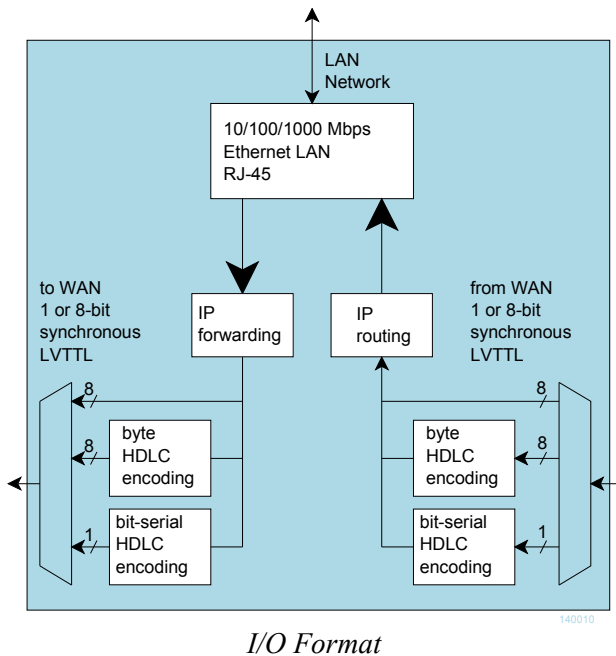 LAN
Network
10/100/1000 Mbps
Ethernet LAN
RJ-45
to WAN
1 or 8-bit
synchronous
LVTTL
IP
forwarding
IP
routing
from WAN
1 or 8-bit
synchronous
LVTTL
8
8
byte
HDLC
encoding
8
byte
HDLC
encoding
8
bit-serial
HDLC
encoding
1
bit-serial
HDLC
encoding
1
140010
I/O Format